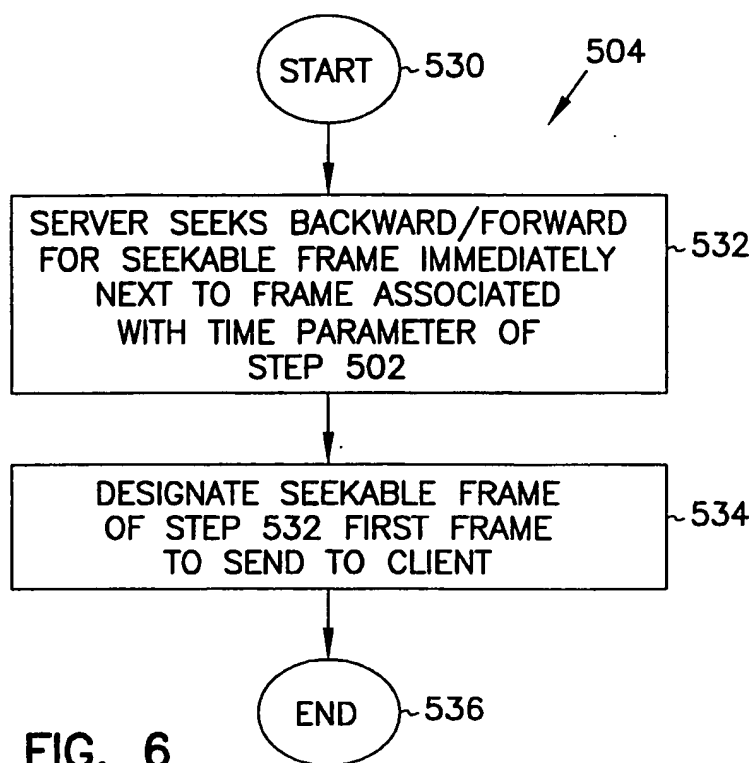 START
530
504
SERVER SEEKS BACKWARD/FORWARD
FOR SEEKABLE FRAME IMMEDIATELY
NEXT TO FRAME ASSOCIATED
WITH TIME PARAMETER OF
STEP 502
532
DESIGNATE SEEKABLE FRAME
OF STEP 532 FIRST FRAME
TO SEND TO CLIENT
534
END
536
FIG. 6